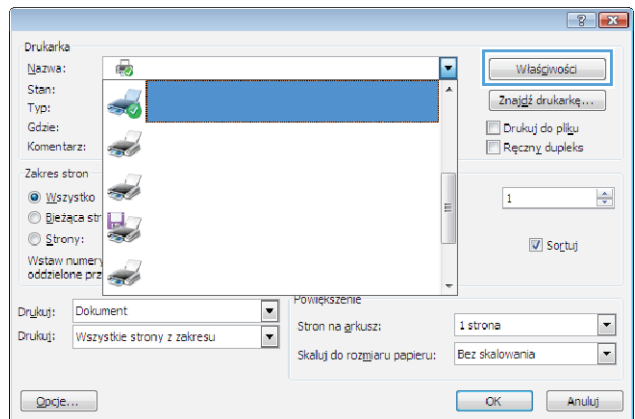 Drukarka
Nazwa:
Właściwości
Stan:
Znajdź drukarkę...
Typ:
Gdzie:
Drukuj do pliku
Komentarz:
Ręczny dupleks
Zakres stron
Wszystko
1
Bieżąca str
Strony:
Sortuj
Wstaw numery
oddzielone prz
Powiększenie
Drukuj: Dokument
Stron na arkusz: 1 strona
Drukuj: Wszystkie strony z zakresu
Skaluj do rozmiaru papieru: Bez skalowania
Opcje...
OK
Anuluj